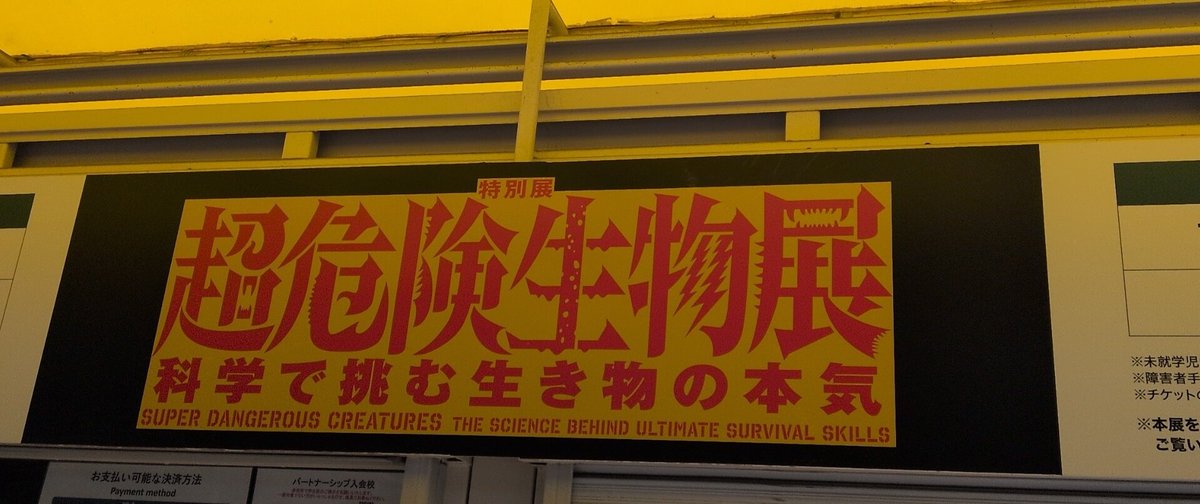 特別展
超危険生物展
科学で挑む生き物の本気
SUPER DANGEROUS CREATURES THE SCIENCE BEHIND ULTIMATE SURVIVAL SKILLS
※未就学児
※障害者手
※チケットの
※本展を
ご覧い
お支払い可能な決済方法
Payment method
パートナーシップ入会校